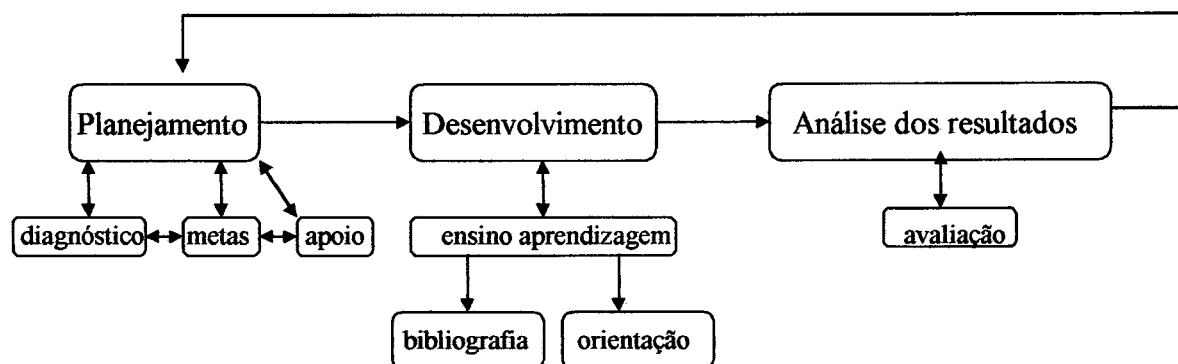 Planejamento
Desenvolvimento
Análise dos resultados
diagnóstico
metas
apoio
ensino aprendizagem
avaliação
bibliografia
orientação